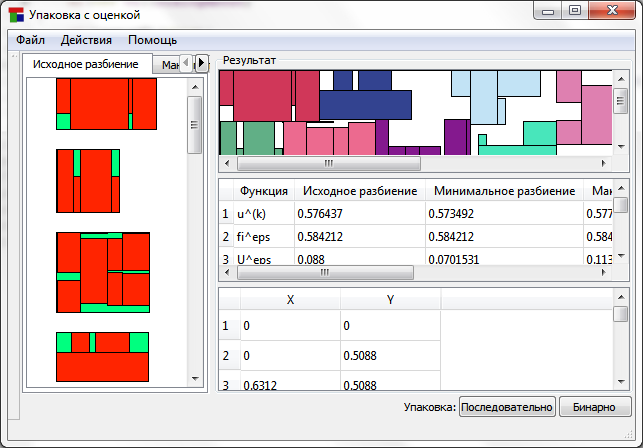 Упаковка с оценкой
Файл Действия Помощь
Исходное разбиение
Результат
Функция Исходное разбиение Минимальное разбиение
1 u^(k) 0.576437 0.573492 0.577
2 fi^eps 0.584212 0.584212 0.584
3 U^eps 0.088 0.0701531 0.113
X Y
1 0 0
2 0 0.5088
3 0.6312 0.5088
Упаковка: Последовательно Бинарно